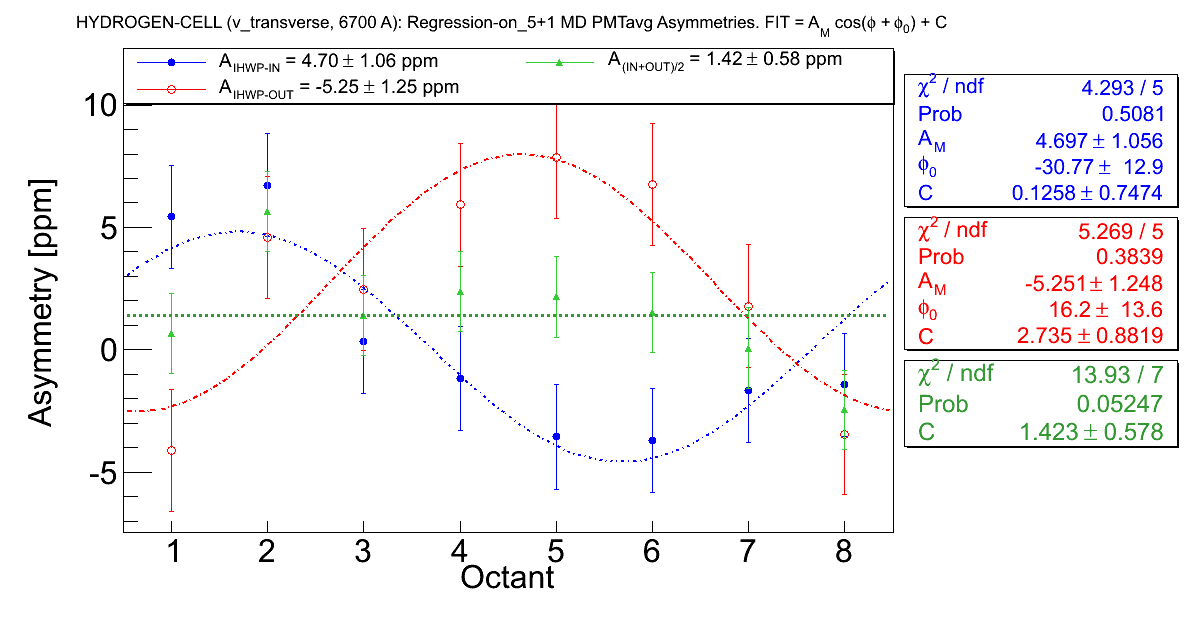 HYDROGEN-CELL (v_transverse, 6700 A): Regression-on_5+1 MD PMTavg Asymmetries. FIT = A_M cos(ϕ + ϕ_0) + C
A_IHWP-IN = 4.70 ± 1.06 ppm
A_(IN+OUT)/2 = 1.42 ± 0.58 ppm
A_IHWP-OUT = -5.25 ± 1.25 ppm
χ² / ndf 4.293 / 5
Prob 0.5081
A_M 4.697 ± 1.056
ϕ_0 -30.77 ± 12.9
C 0.1258 ± 0.7474
χ² / ndf 5.269 / 5
Prob 0.3839
A_M -5.251 ± 1.248
ϕ_0 16.2 ± 13.6
C 2.735 ± 0.8819
χ² / ndf 13.93 / 7
Prob 0.05247
C 1.423 ± 0.578
Asymmetry [ppm]
10
5
0
-5
1 2 3 4 5 6 7 8
Octant